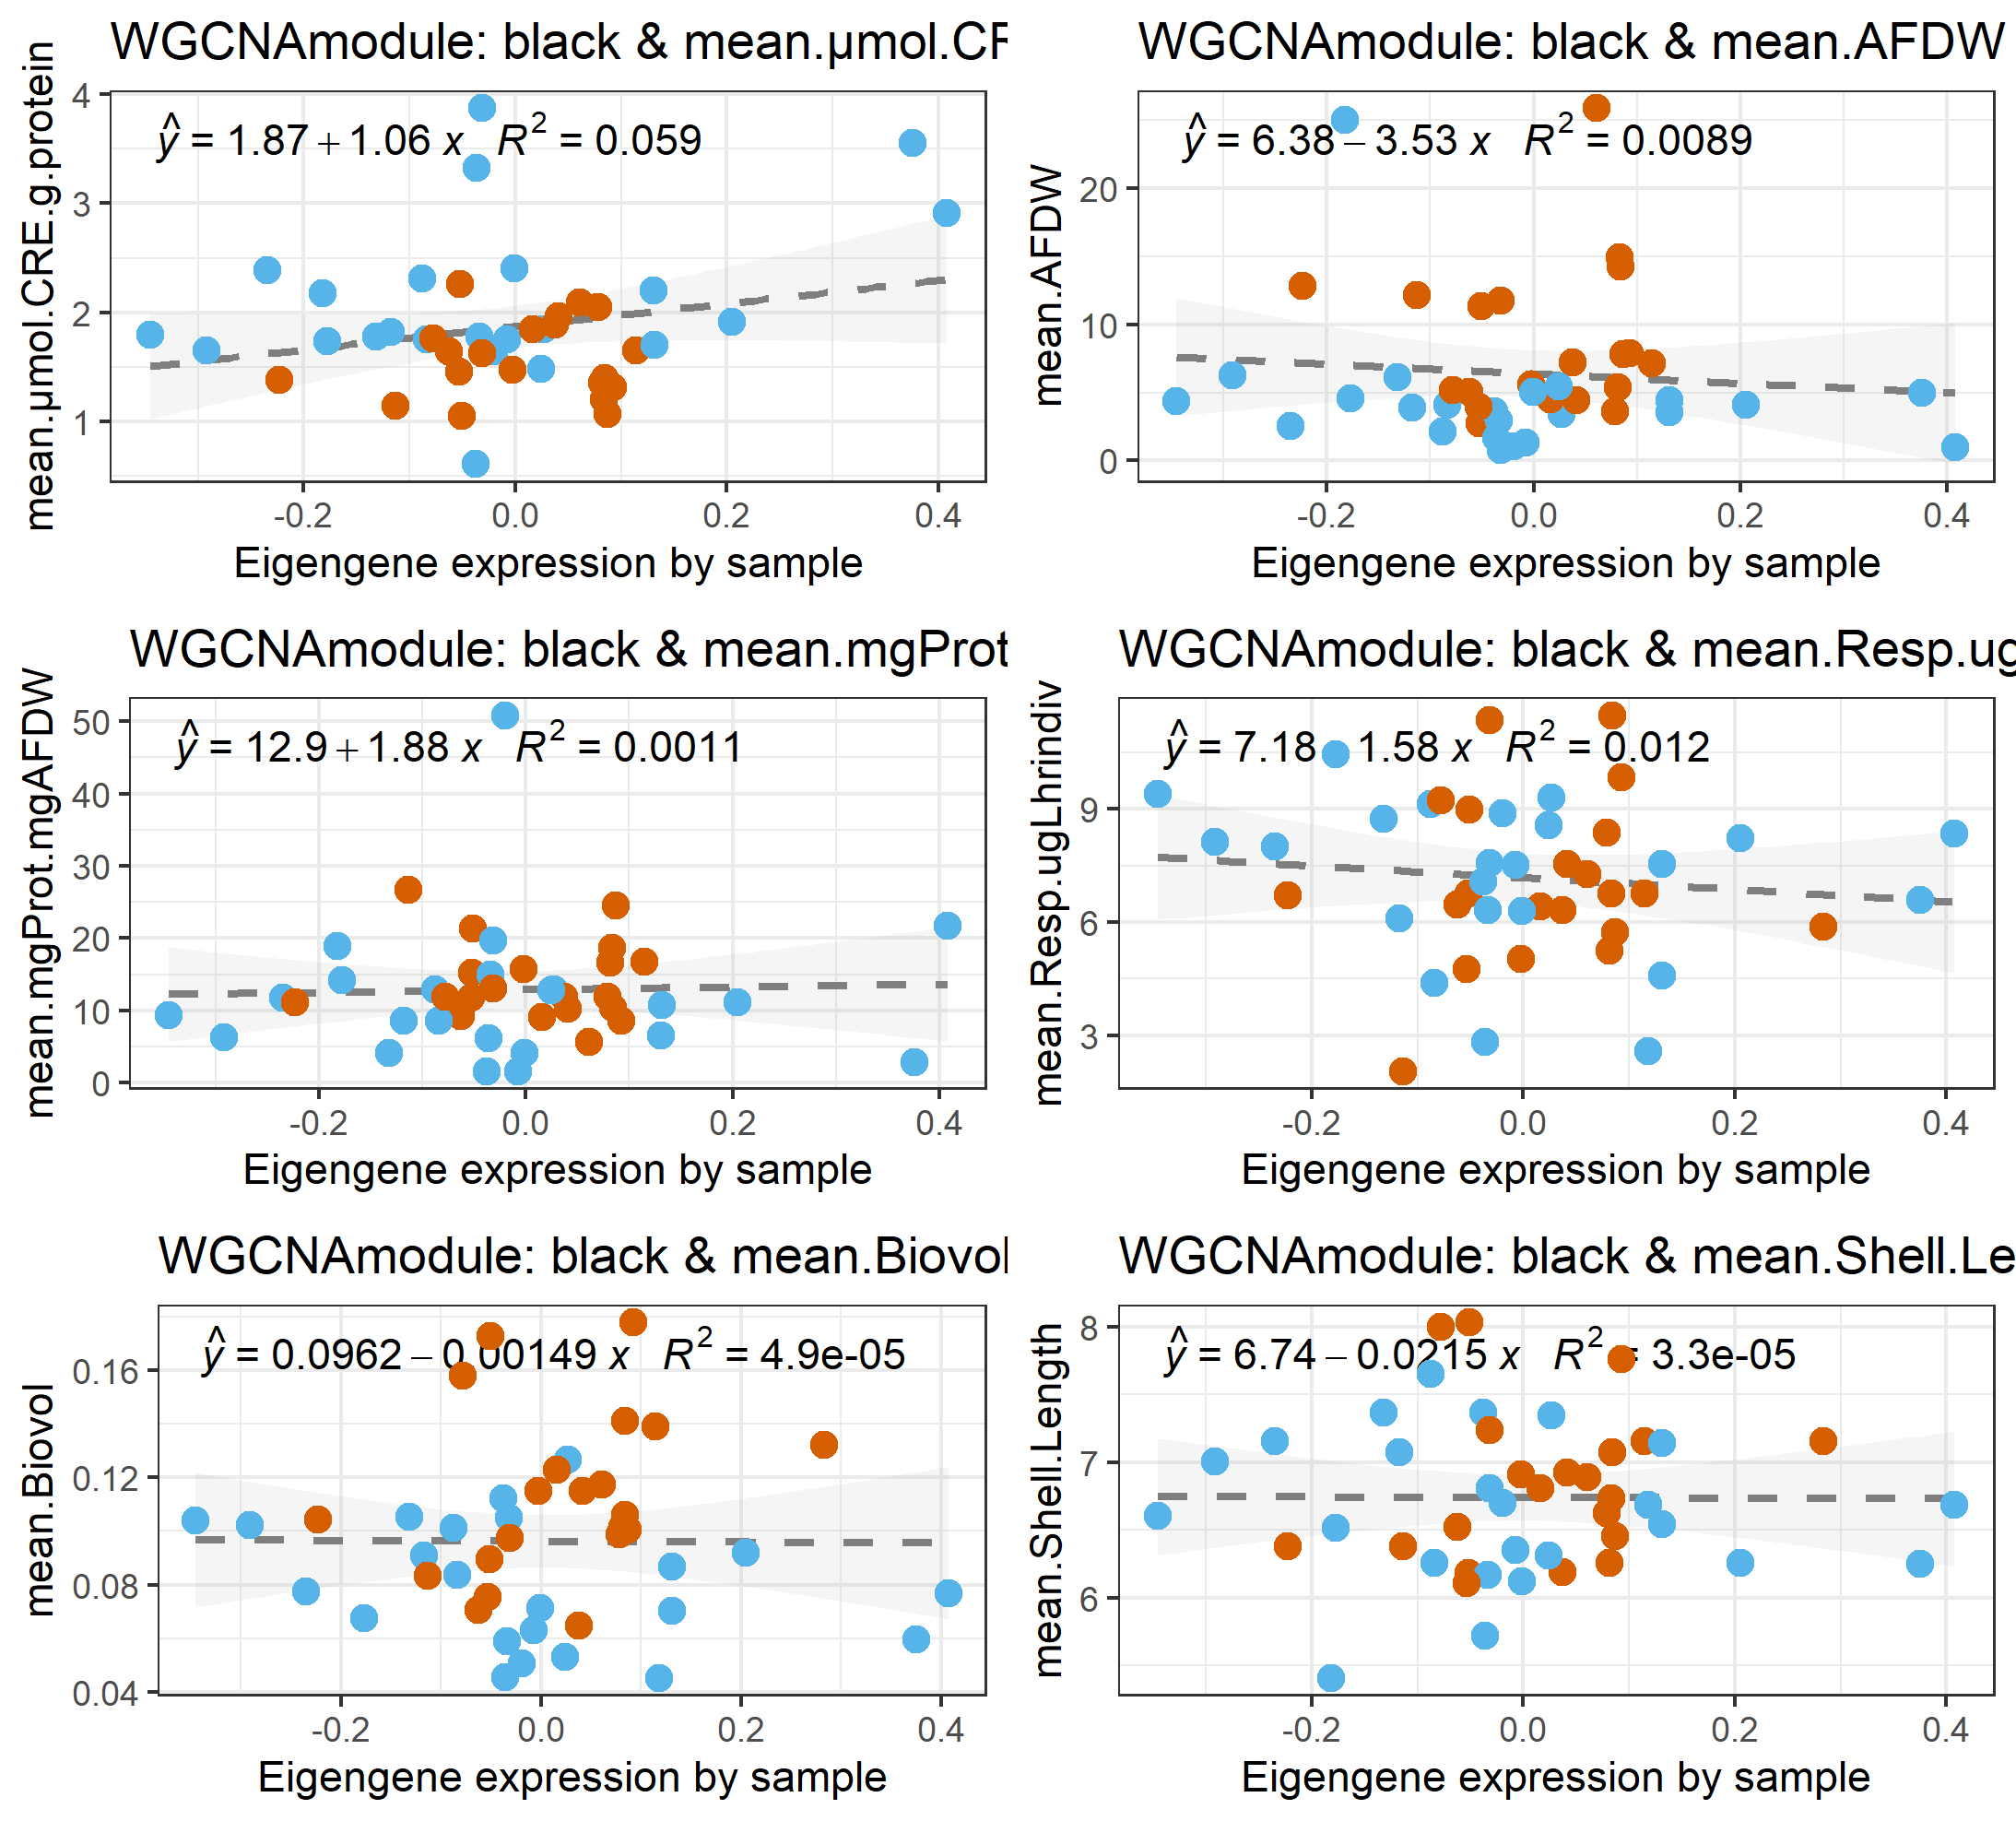 WGCNAmodule: black & mean.µmol.CR
ŷ = 1.87 + 1.06 x R² = 0.059
mean.µmol.CRE.g.protein
4
3
2
1
-0.2 0.0 0.2 0.4
Eigengene expression by sample
WGCNAmodule: black & mean.AFDW
ŷ = 6.38 − 3.53 x R² = 0.0089
mean.AFDW
20
10
0
-0.2 0.0 0.2 0.4
Eigengene expression by sample
WGCNAmodule: black & mean.mgProt
ŷ = 12.9 + 1.88 x R² = 0.0011
mean.mgProt.mgAFDW
50
40
30
20
10
0
-0.2 0.0 0.2 0.4
Eigengene expression by sample
WGCNAmodule: black & mean.Resp.ug
ŷ = 7.18 1.58 x R² = 0.012
mean.Resp.ugLhrindiv
9
6
3
-0.2 0.0 0.2 0.4
Eigengene expression by sample
WGCNAmodule: black & mean.Biovol
ŷ = 0.0962 − 0.00149 x R² = 4.9e-05
mean.Biovol
0.16
0.12
0.08
0.04
-0.2 0.0 0.2 0.4
Eigengene expression by sample
WGCNAmodule: black & mean.Shell.Le
ŷ = 6.74 − 0.0215 x R² = 3.3e-05
mean.Shell.Length
8
7
6
-0.2 0.0 0.2 0.4
Eigengene expression by sample